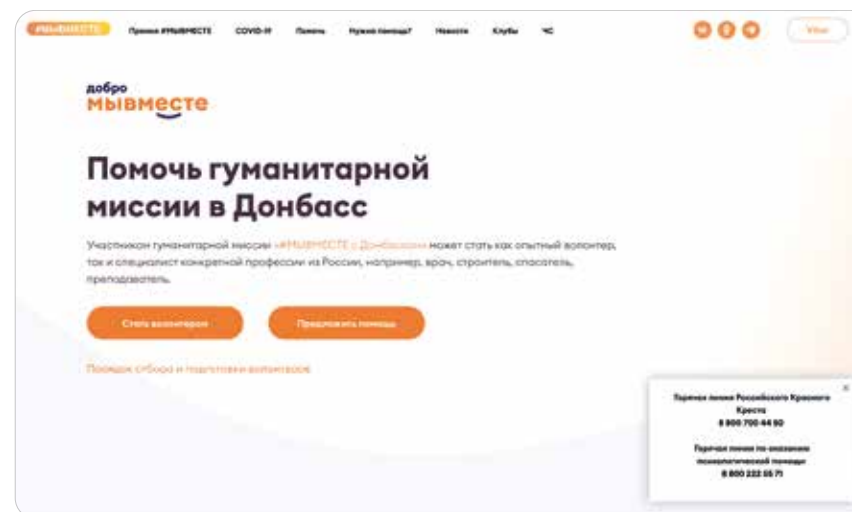 #МЫВМЕСТЕ Премия #МЫВМЕСТЕ COVID-19 Помочь Нужна помощь? Новости Клубы ЧС
добро
мывместе
Помочь гуманитарной
миссии в Донбасс
Участником гуманитарной миссии «#МЫВМЕСТЕ с Донбассом» может стать как опытный волонтер,
так и специалист конкретной профессии из России, например, врач, строитель, спасатель,
преподаватель.
Стать волонтером Предложить помощь
Порядок отбора и подготовки волонтеров
Горячая линия Российского Красного
Креста
8 800 700 44 50
Горячая линия по оказанию
психологической помощи
8 800 222 55 71